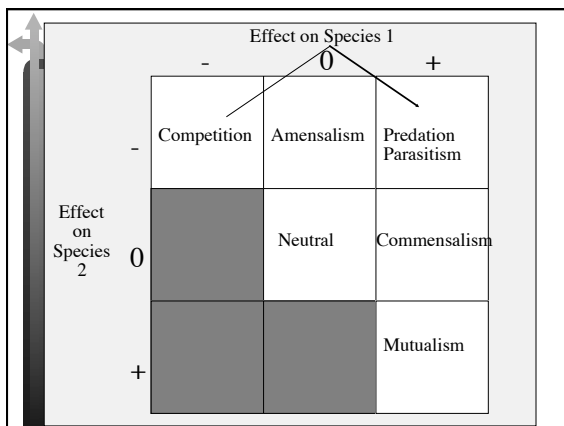 Effect on Species 1
- 0 +
- Competition Amensalism Predation
Parasitism
Effect
on
Species
2
0 Neutral Commensalism
+ Mutualism